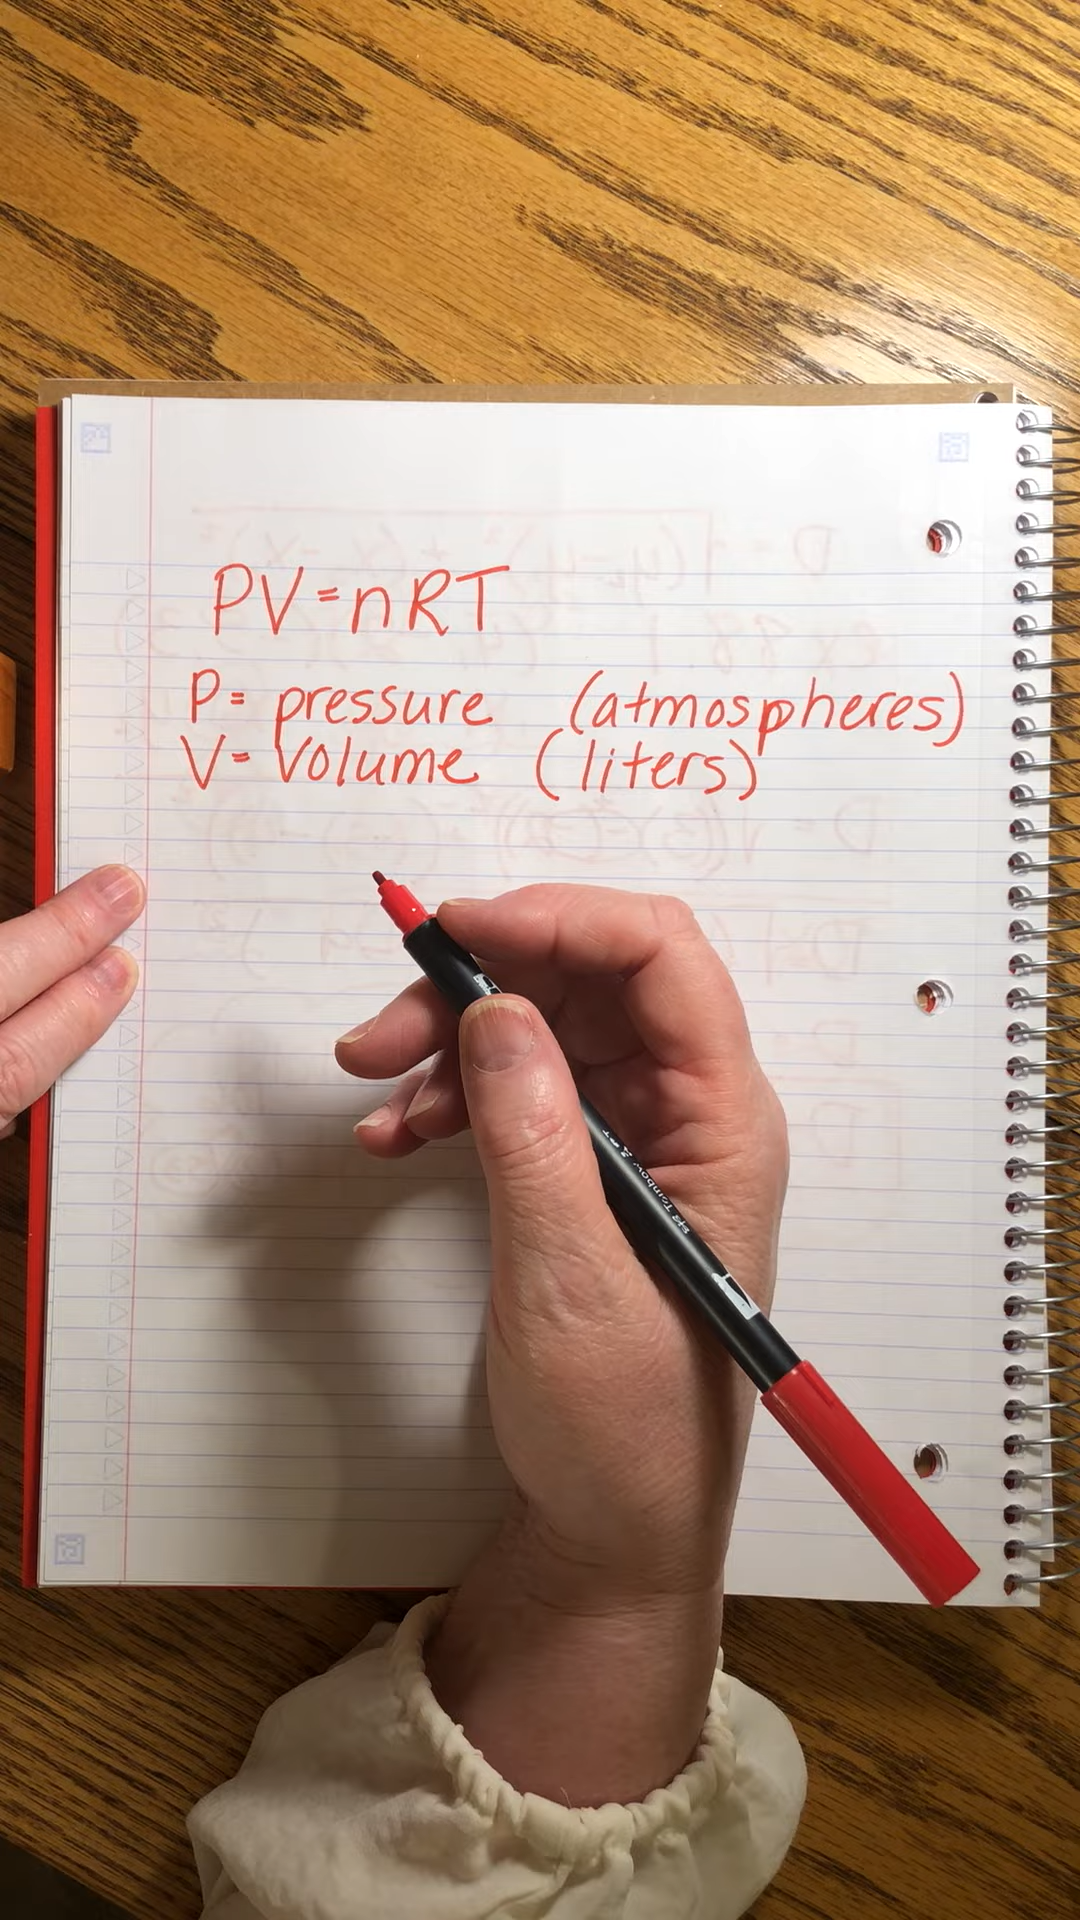 PV=nRT
P= pressure (atmospheres)
V= Volume (liters)